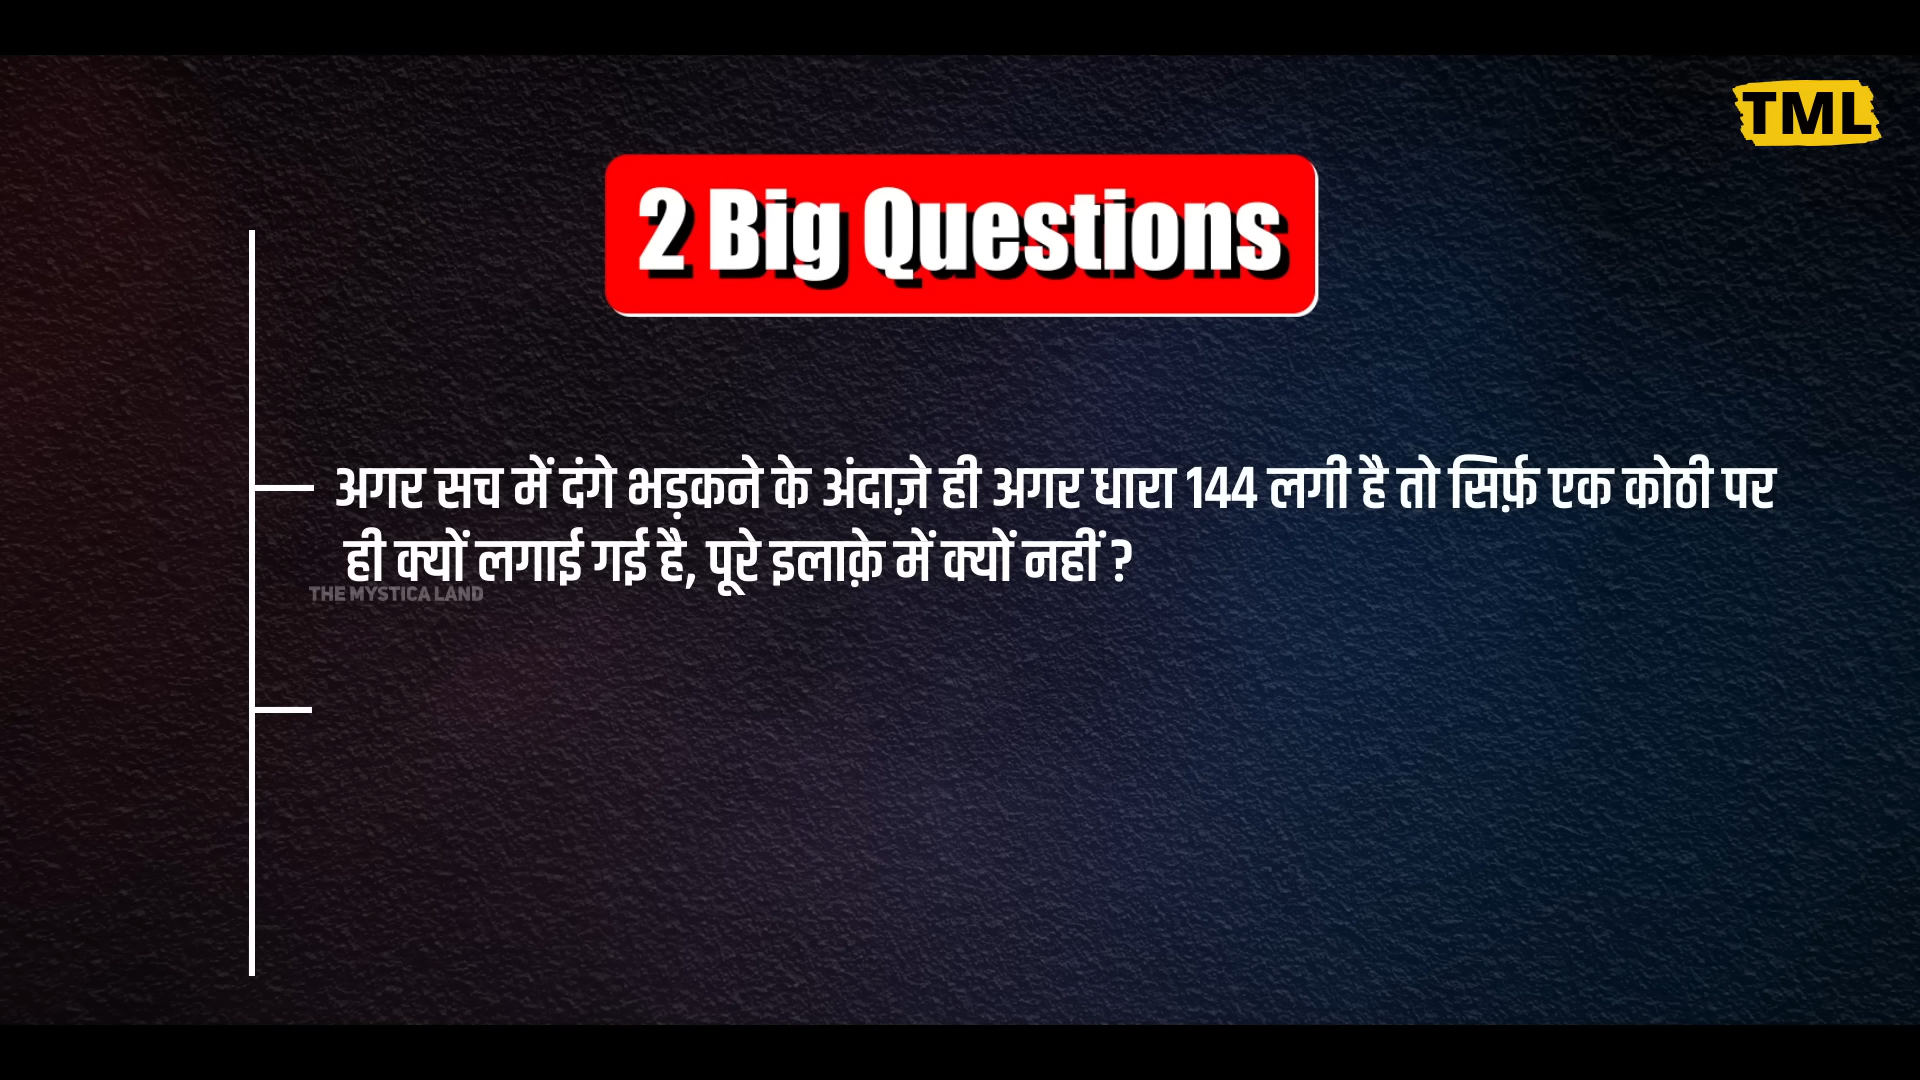 TML
2 Big Questions
अगर सच में दंगे भड़कने के अंदाज़े ही अगर धारा 144 लगी है तो सिर्फ़ एक कोठी पर
ही क्यों लगाई गई है, पूरे इलाक़े में क्यों नहीं ?
THE MYSTICA LAND